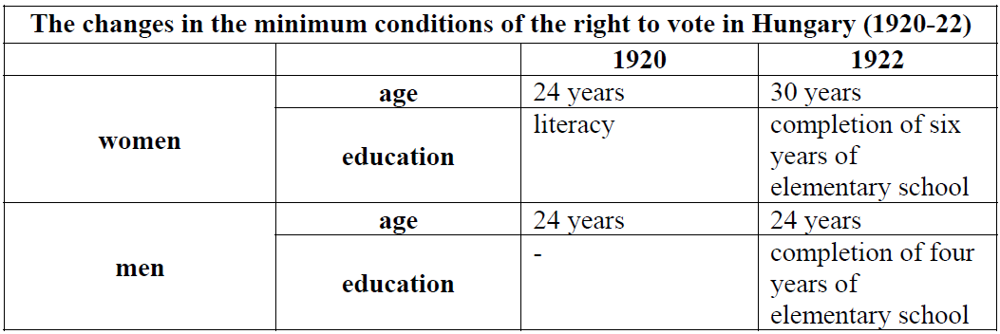 The changes in the minimum conditions of the right to vote in Hungary (1920-22)
1920 1922
women
age 24 years 30 years
education literacy completion of six
years of
elementary school
men
age 24 years 24 years
education - completion of four
years of
elementary school